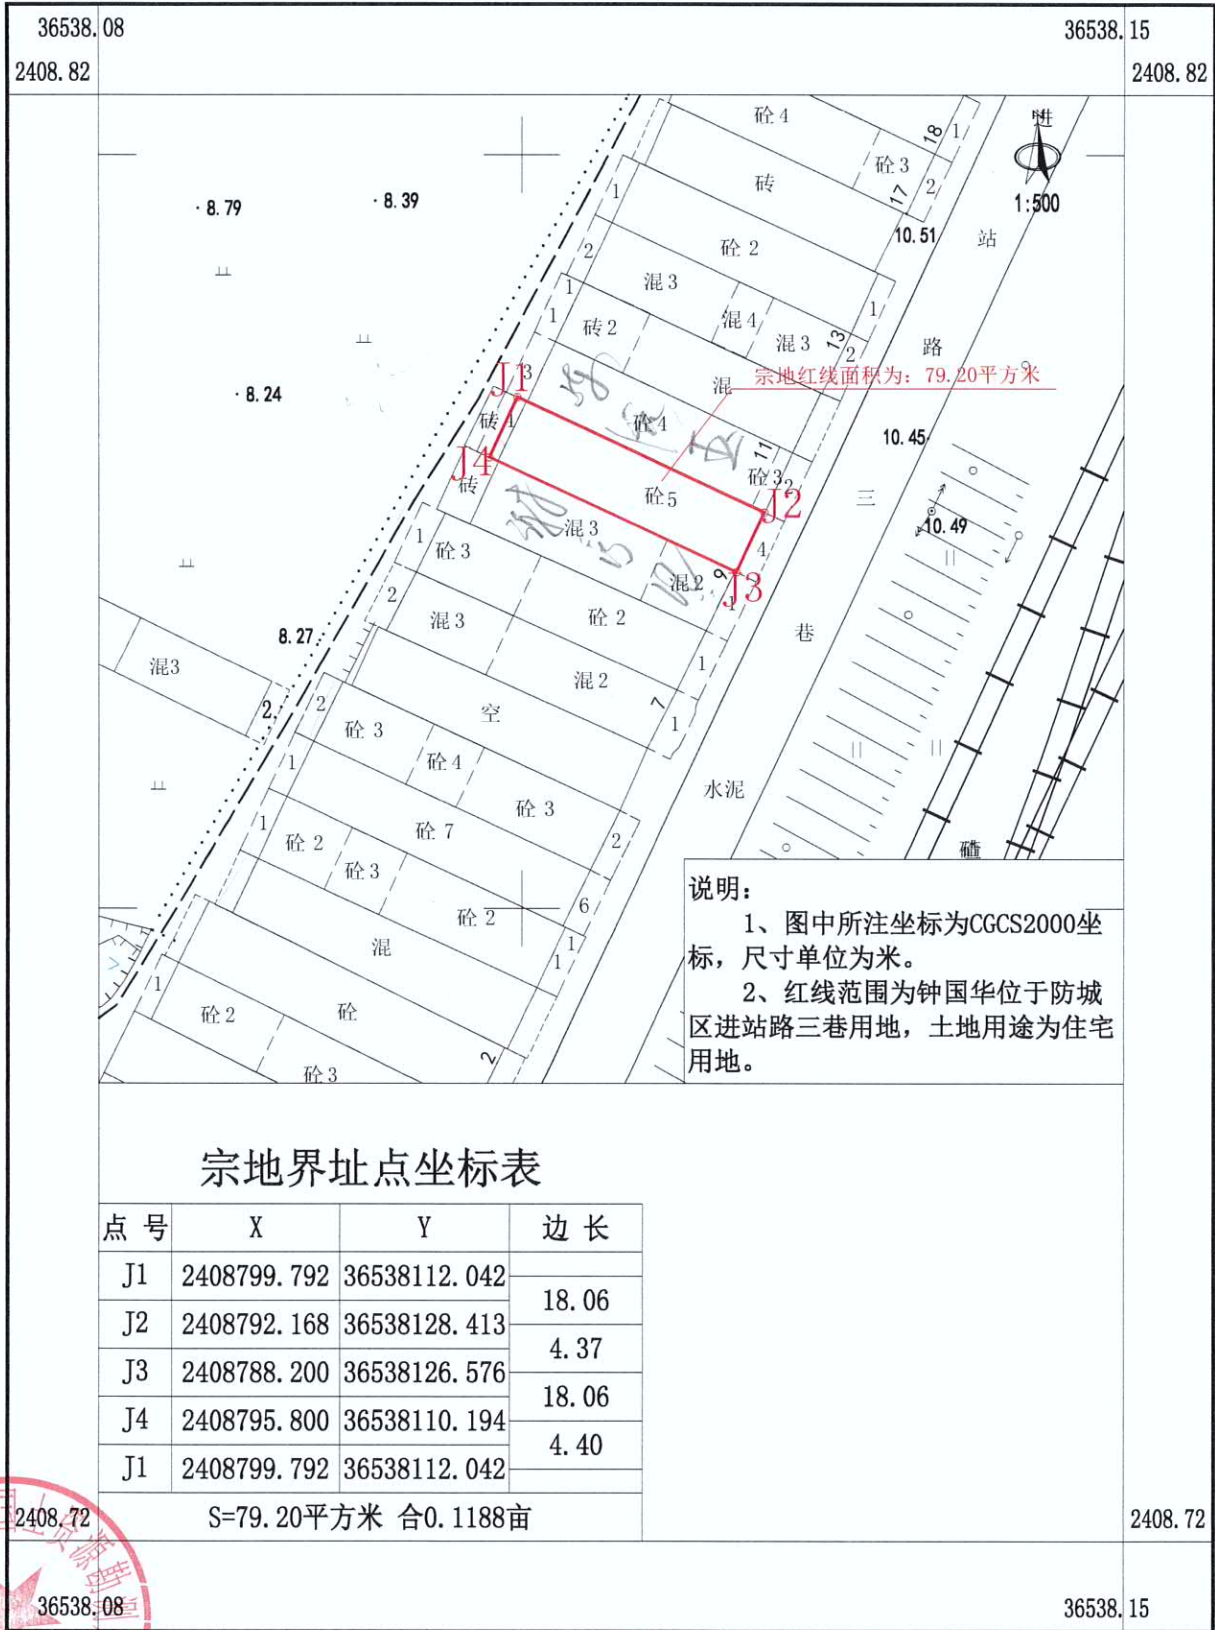 36538.08
36538.15
2408.82
2408.82
砼4
18
1
进
砼3
1
砖
17
2
1:500
8.79
8.39
10.51
站
2
砼2
混3
1
1
1
砖2
混4
混3
13
2
路
3
混
宗地红线面积为：79.20平方米
J1
8.24
砖1
砼4
11
10.45
J4
砼3
2
砖
砼5
J2
三
混3
4
10.49
1
砼3
混2
9
J3
1
2
混3
砼2
巷
8.27
1
混3
混2
2
2
空
7
1
砼3
1
砼4
水泥
砼3
1
砼7
2
砼2
砼3
6
砼2
混
1
1
1
砼2
砼
2
砼3
说明：
1、图中所注坐标为CGCS2000坐
标，尺寸单位为米。
2、红线范围为钟国华位于防城
区进站路三巷用地，土地用途为住宅
用地。
宗地界址点坐标表
点号 X Y 边长
J1 2408799.792 36538112.042
18.06
J2 2408792.168 36538128.413
4.37
J3 2408788.200 36538126.576
18.06
J4 2408795.800 36538110.194
4.40
J1 2408799.792 36538112.042
S=79.20平方米 合0.1188亩
2408.72
2408.72
国土资源勘测
36538.08
36538.15